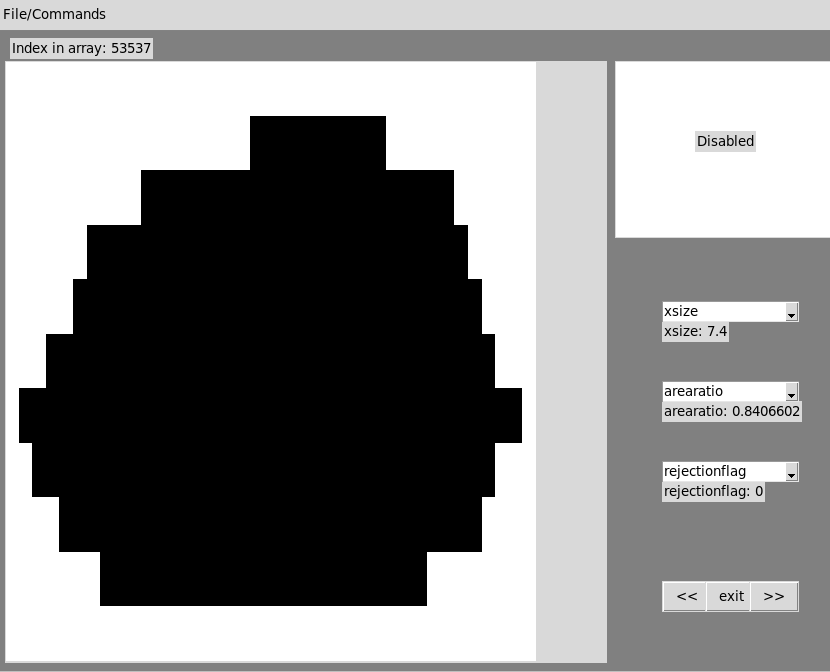 File/Commands
Index in array: 53537
Disabled
xsize
xsize: 7.4
arearatio
arearatio: 0.8406602
rejectionflag
rejectionflag: 0
<< exit >>